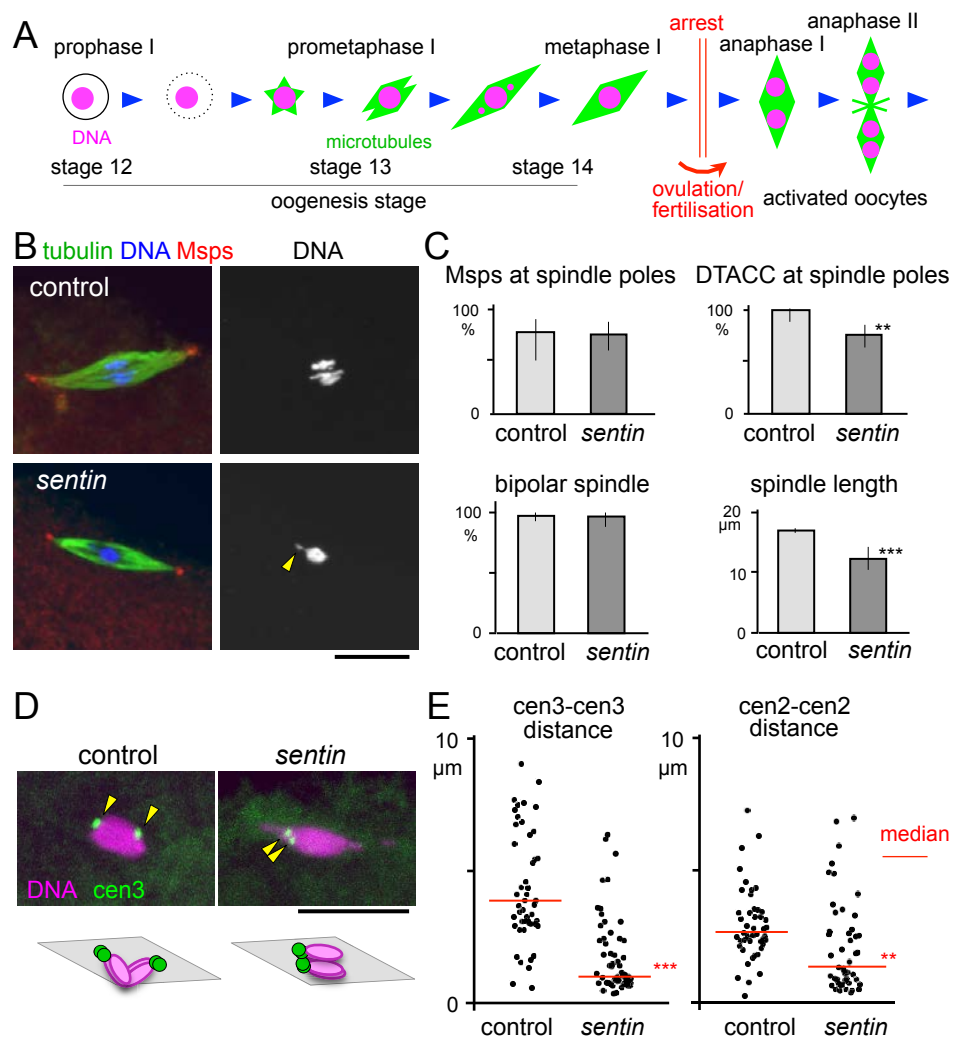 A
prophase I
prometaphase I
metaphase I
arrest
anaphase I
anaphase II
DNA
microtubules
stage 12
stage 13
stage 14
oogenesis stage
ovulation/
fertilisation
activated oocytes
B
tubulin DNA Msps
DNA
control
sentin
C
Msps at spindle poles
100
%
0
control
sentin
DTACC at spindle poles
100
%
0
**
control
sentin
bipolar spindle
100
%
0
control
sentin
spindle length
20
µm
10
0
***
control
sentin
D
control
sentin
DNA cen3
E
cen3-cen3
distance
10
µm
0
***
control
sentin
cen2-cen2
distance
median
**
control
sentin